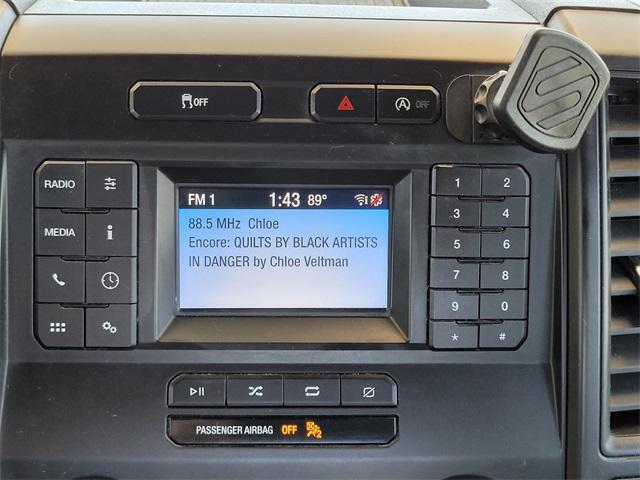 OFF
A OFF
RADIO
MEDIA
i
FM 1 1:43 89°
88.5 MHz Chloe
Encore: QUILTS BY BLACK ARTISTS
IN DANGER by Chloe Veltman
1 2
3 4
5 6
7 8
9 0
* #
PASSENGER AIRBAG OFF 2